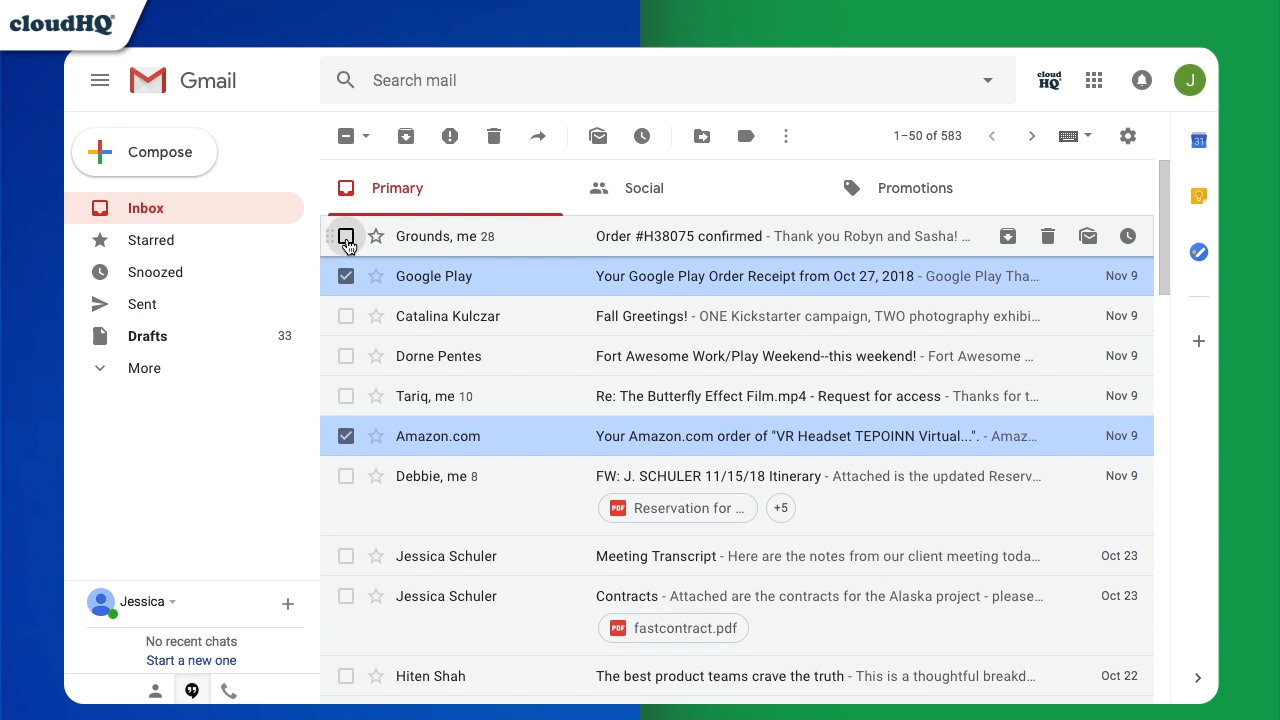 cloudHQ
Gmail
Search mail
cloud HQ
J
Compose
1–50 of 583
31
Inbox
Starred
Snoozed
Sent
Drafts 33
More
Primary Social Promotions
Grounds, me 28 Order #H38075 confirmed - Thank you Robyn and Sasha! ...
Google Play Your Google Play Order Receipt from Oct 27, 2018 - Google Play Tha... Nov 9
Catalina Kulczar Fall Greetings! - ONE Kickstarter campaign, TWO photography exhibi... Nov 9
Dorne Pentes Fort Awesome Work/Play Weekend--this weekend! - Fort Awesome ... Nov 9
Tariq, me 10 Re: The Butterfly Effect Film.mp4 - Request for access - Thanks for t... Nov 9
Amazon.com Your Amazon.com order of "VR Headset TEPOINN Virtual...". - Amaz... Nov 9
Debbie, me 8 FW: J. SCHULER 11/15/18 Itinerary - Attached is the updated Reserv... Nov 9
PDF Reservation for ... +5
Jessica Schuler Meeting Transcript - Here are the notes from our client meeting toda... Oct 23
Jessica Schuler Contracts - Attached are the contracts for the Alaska project - please... Oct 23
PDF fastcontract.pdf
Hiten Shah The best product teams crave the truth - This is a thoughtful breakd... Oct 22
Jessica
No recent chats
Start a new one